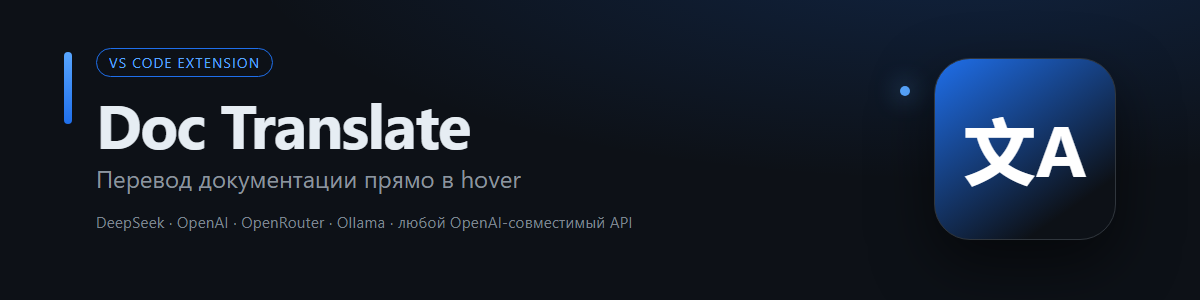 VS CODE EXTENSION
Doc Translate
Перевод документации прямо в hover
DeepSeek · OpenAI · OpenRouter · Ollama · любой OpenAI-совместимый API
文A